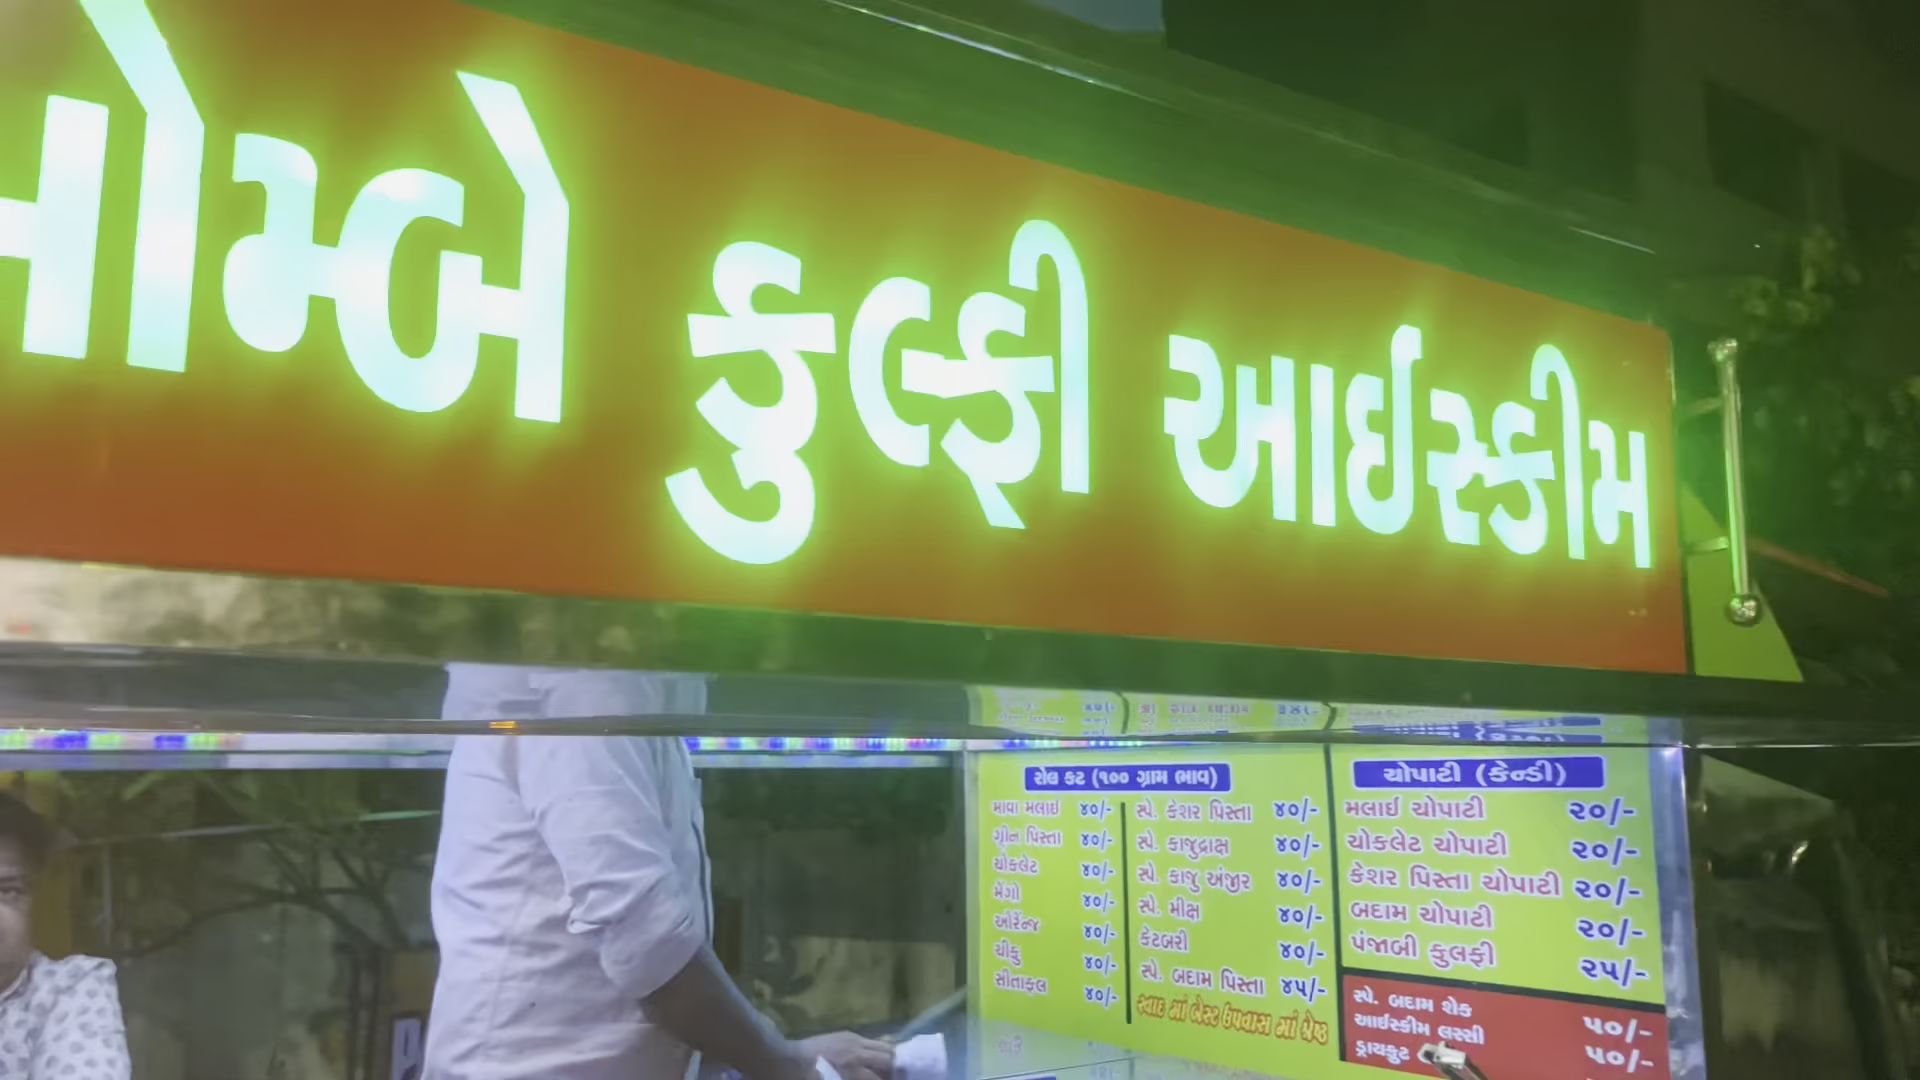 બોમ્બે કુલ્ફી આઈસ્ક્રીમ
રોલ કટ (૧૦૦ ગ્રામ ભાવ)
માવા મલાઈ ૪૦/-
ગ્રીન પિસ્તા ૪૦/-
ચોકલેટ ૪૦/-
મેંગો ૪૦/-
ઓરેન્જ ૪૦/-
ચીકુ ૪૦/-
સીતાફલ ૪૦/-
સ્પે. કેશર પિસ્તા ૪૦/-
સ્પે. કાજુદ્રાક્ષ ૪૦/-
સ્પે. કાજુ અંજીર ૪૦/-
સ્પે. મીક્ષ ૪૦/-
કેટબરી ૪૦/-
સ્પે. બદામ પિસ્તા ૪૫/-
સ્વાદ માં બેસ્ટ ઉપવાસ માં શ્રેષ્ઠ
ચોપાટી (કેન્ડી)
મલાઈ ચોપાટી ૨૦/-
ચોકલેટ ચોપાટી ૨૦/-
કેશર પિસ્તા ચોપાટી ૨૦/-
બદામ ચોપાટી ૨૦/-
પંજાબી કુલફી ૨૫/-
સ્પે. બદામ શેક ૫૦/-
આઈસ્ક્રીમ લસ્સી ૫૦/-
ડ્રાયફ્રુટ